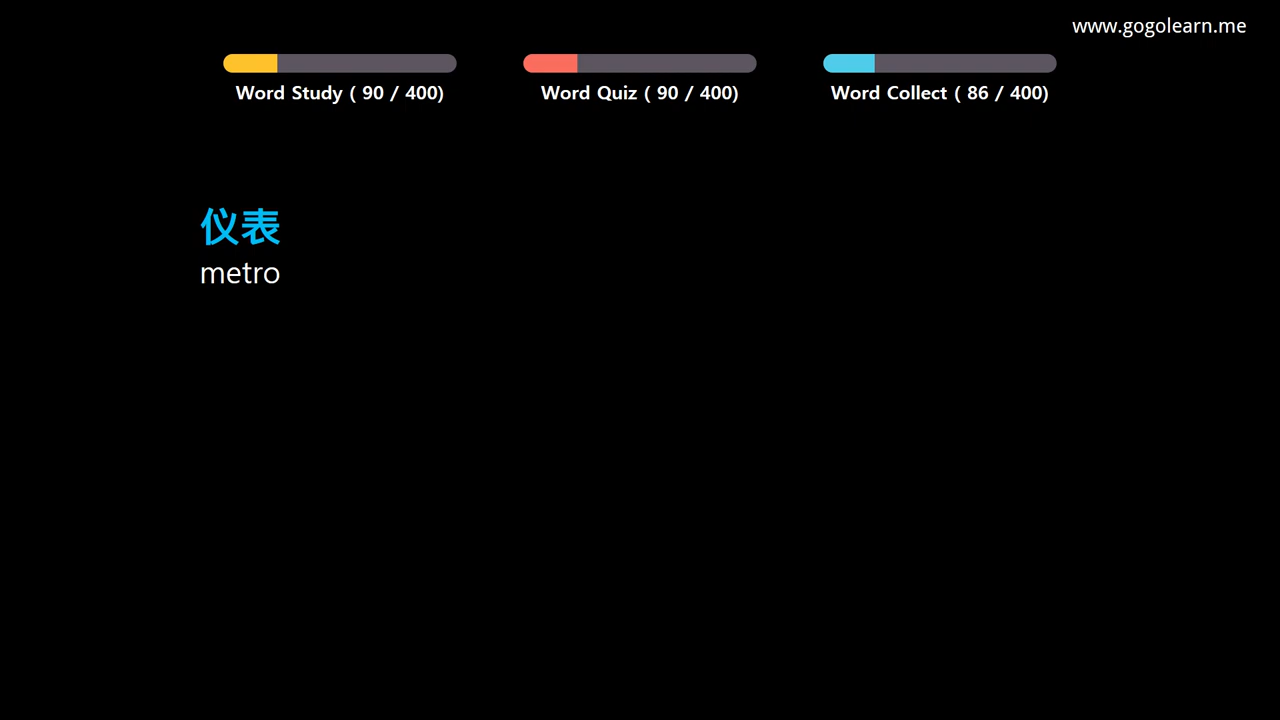 www.gogolearn.me
Word Study ( 90 / 400)
Word Quiz ( 90 / 400)
Word Collect ( 86 / 400)
仪表
metro